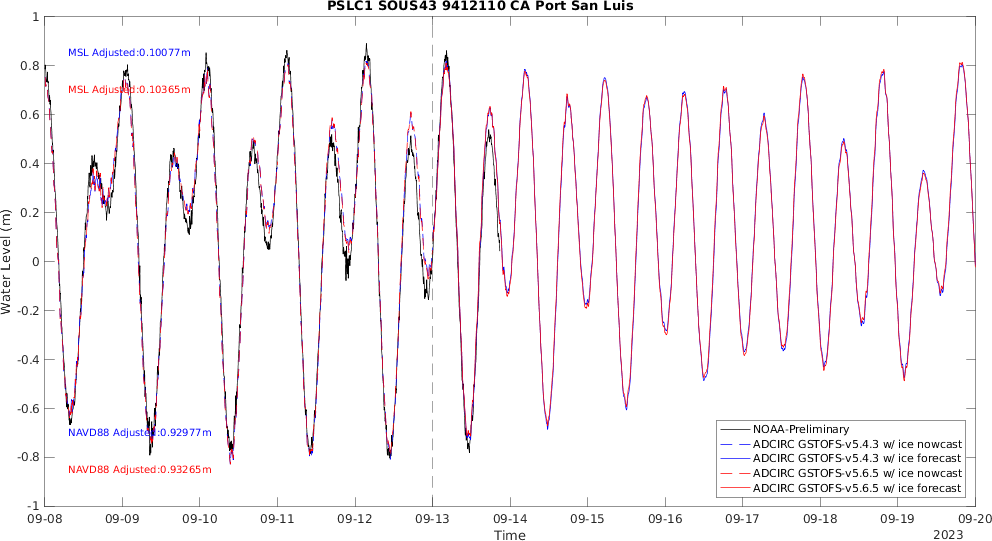 PSLC1 SOUS43 9412110 CA Port San Luis
1
0.8
0.6
0.4
0.2
0
-0.2
-0.4
-0.6
-0.8
-1
Water Level (m)
MSL Adjusted:0.10077m
MSL Adjusted:0.10365m
NAVD88 Adjusted:0.92977m
NAVD88 Adjusted:0.93265m
NOAA-Preliminary
ADCIRC GSTOFS-v5.4.3 w/ ice nowcast
ADCIRC GSTOFS-v5.4.3 w/ ice forecast
ADCIRC GSTOFS-v5.6.5 w/ ice nowcast
ADCIRC GSTOFS-v5.6.5 w/ ice forecast
09-08 09-09 09-10 09-11 09-12 09-13 09-14 09-15 09-16 09-17 09-18 09-19 09-20
Time
2023